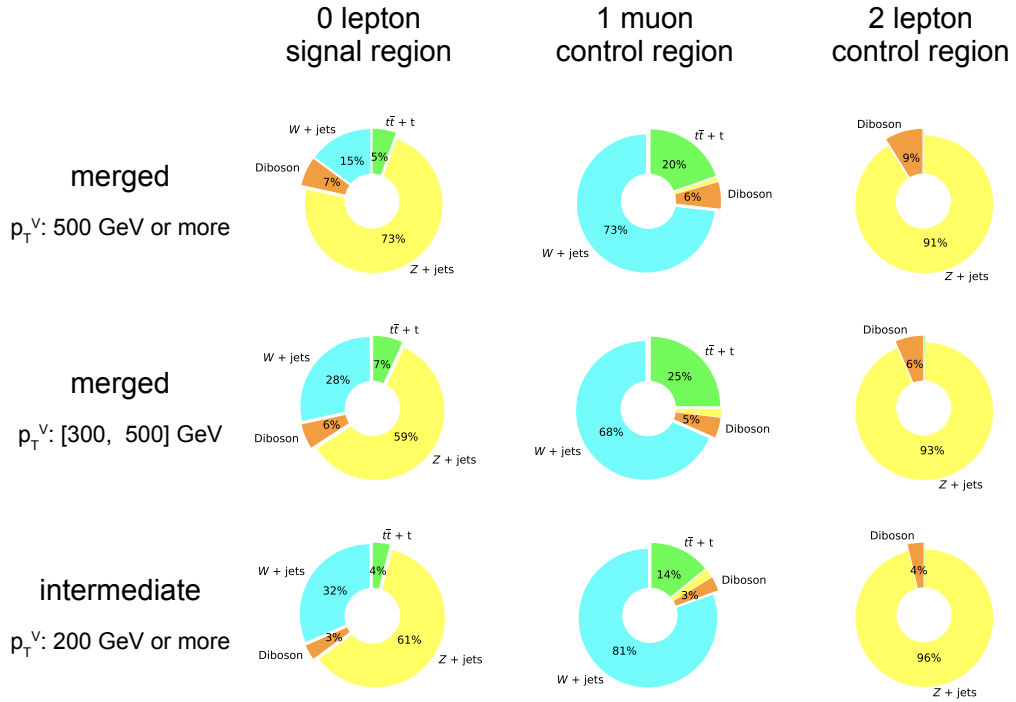 0 lepton
signal region
1 muon
control region
2 lepton
control region
merged
p_T^V: 500 GeV or more
W + jets
tt̅ + t
Diboson
15%
5%
7%
73%
Z + jets
tt̅ + t
20%
Diboson
6%
73%
W + jets
Diboson
9%
91%
Z + jets
merged
p_T^V: [300, 500] GeV
tt̅ + t
W + jets
7%
28%
6%
Diboson
59%
Z + jets
tt̅ + t
25%
5%
Diboson
68%
W + jets
Diboson
6%
93%
Z + jets
intermediate
p_T^V: 200 GeV or more
tt̅ + t
W + jets
4%
32%
3%
Diboson
61%
Z + jets
tt̅ + t
14%
Diboson
3%
81%
W + jets
Diboson
4%
96%
Z + jets